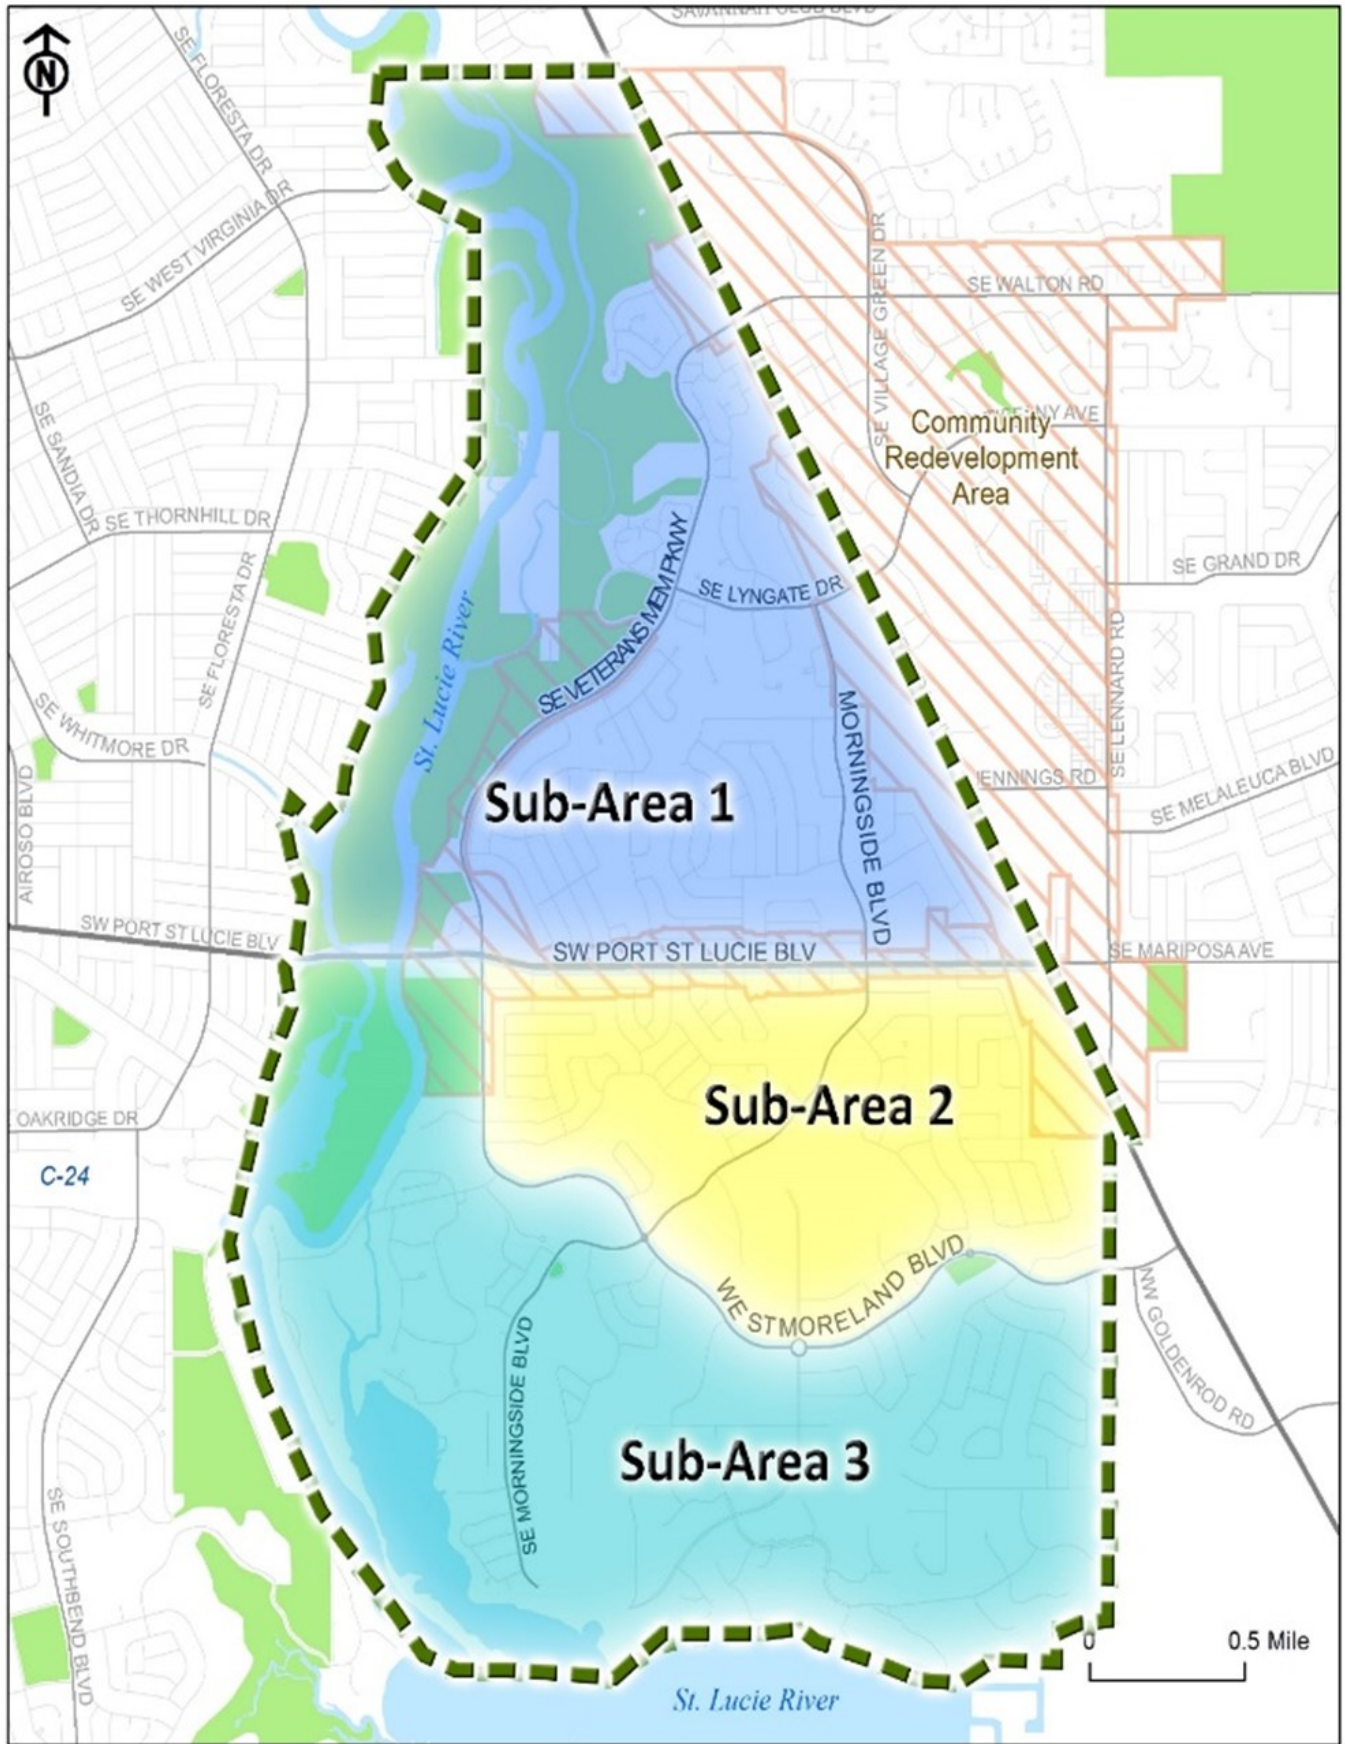 SAVANNAH CLUB BLVD
N
SE FLORESTA DR
SE WEST VIRGINIA DR
SE VILLAGE GREEN DR
SE WALTON RD
SE SANDIA DR
NY AVE
Community
Redevelopment
Area
SE THORNHILL DR
SE VETERANS MEM PKWY
SE LYNGATE DR
SE GRAND DR
SE FLORESTA DR
St. Lucie River
SE LENNARD RD
SE WHITMORE DR
MORNINGSIDE BLVD
JENNINGS RD
SE MELALEUCA BLVD
AIROSO BLVD
Sub-Area 1
SW PORT ST LUCIE BLV
SW PORT ST LUCIE BLV
SE MARIPOSA AVE
Sub-Area 2
OAKRIDGE DR
C-24
WESTMORELAND BLVD
NW GOLDENROD RD
SE MORNINGSIDE BLVD
Sub-Area 3
SE SOUTHBEND BLVD
0 0.5 Mile
St. Lucie River